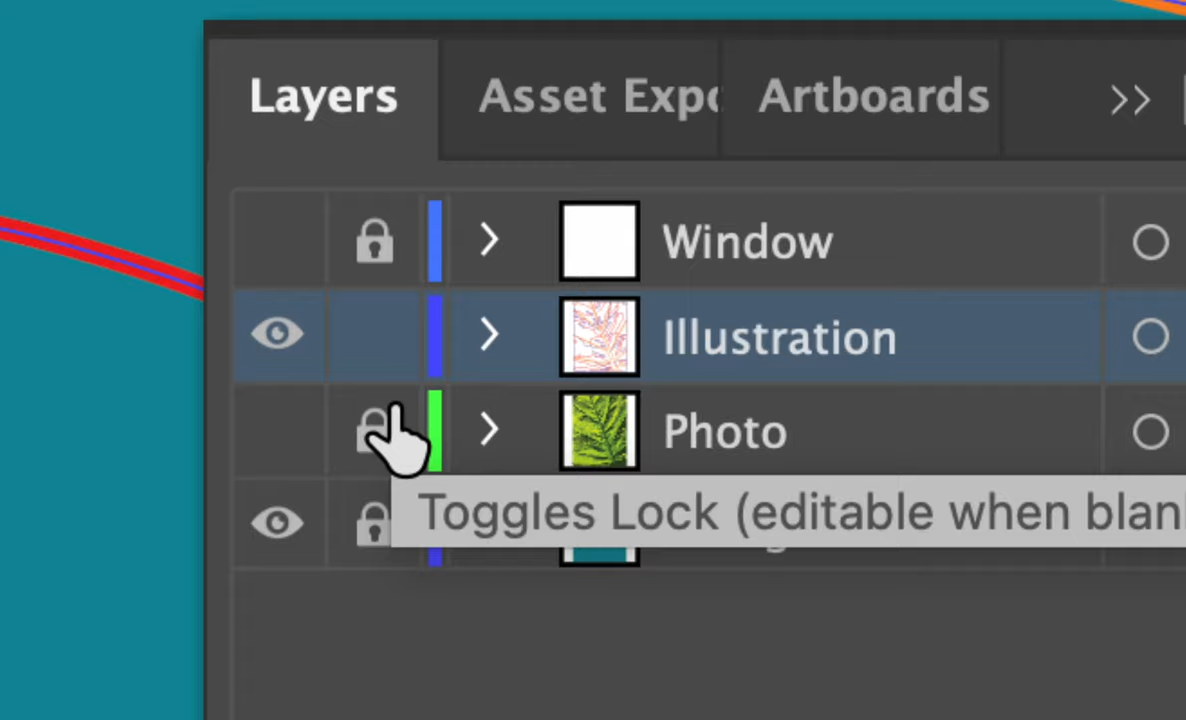 Layers
Asset Expo
Artboards
Window
Illustration
Photo
Toggles Lock (editable when blan